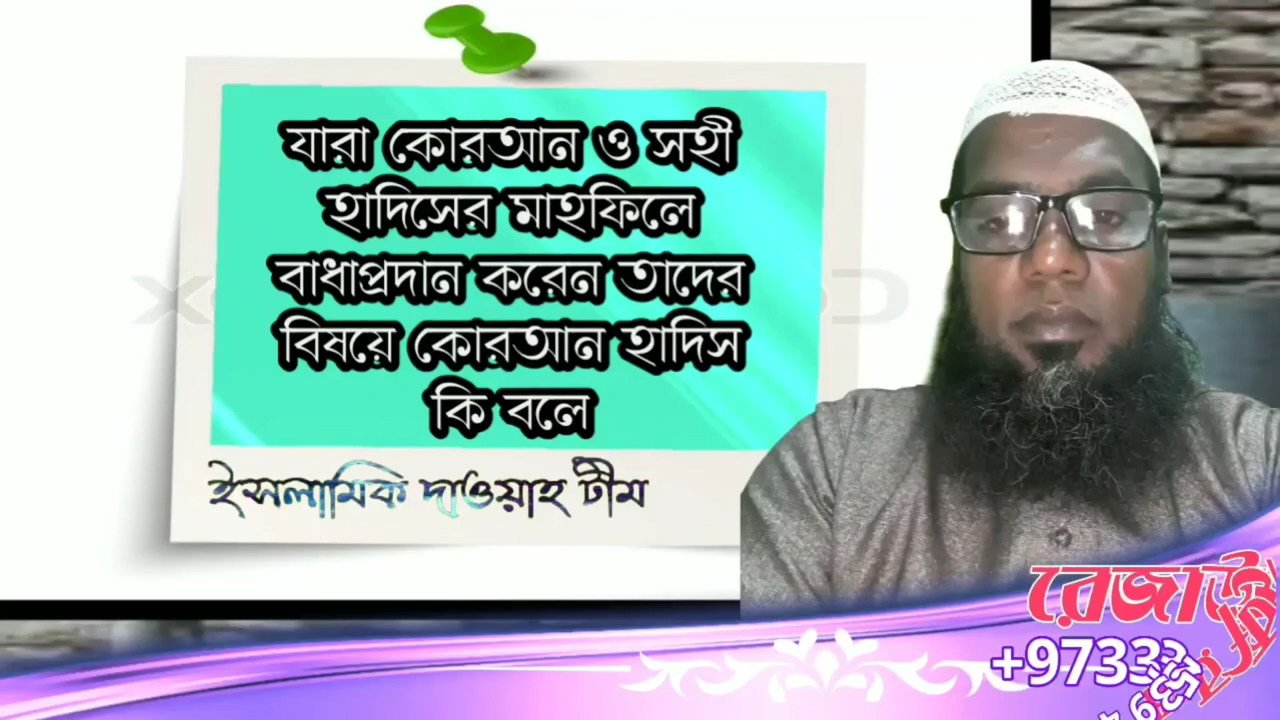 যারা কোরআন ও সহী
হাদিসের মাহফিলে
বাধাপ্রদান করেন তাদের
বিষয়ে কোরআন হাদিস
কি বলে
ইসলামিক দাওয়াহ টীম